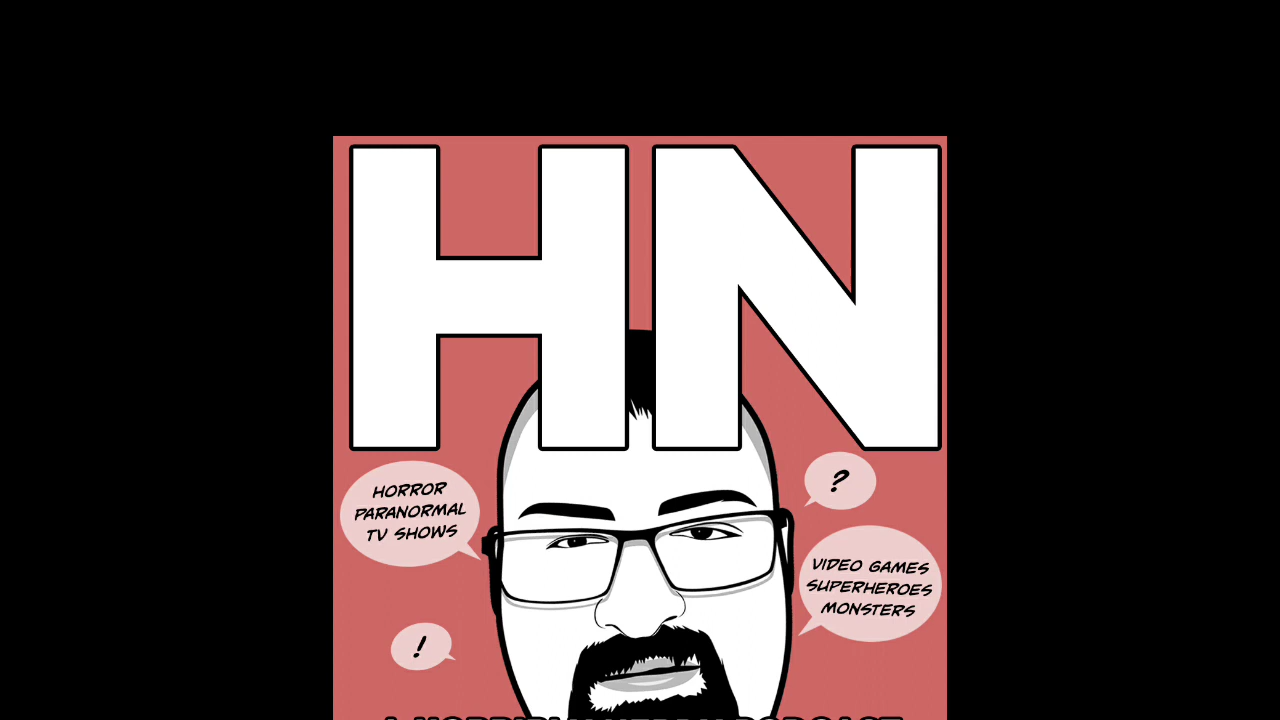 HN
HORROR
PARANORMAL
TV SHOWS
?
VIDEO GAMES
SUPERHEROES
MONSTERS
!